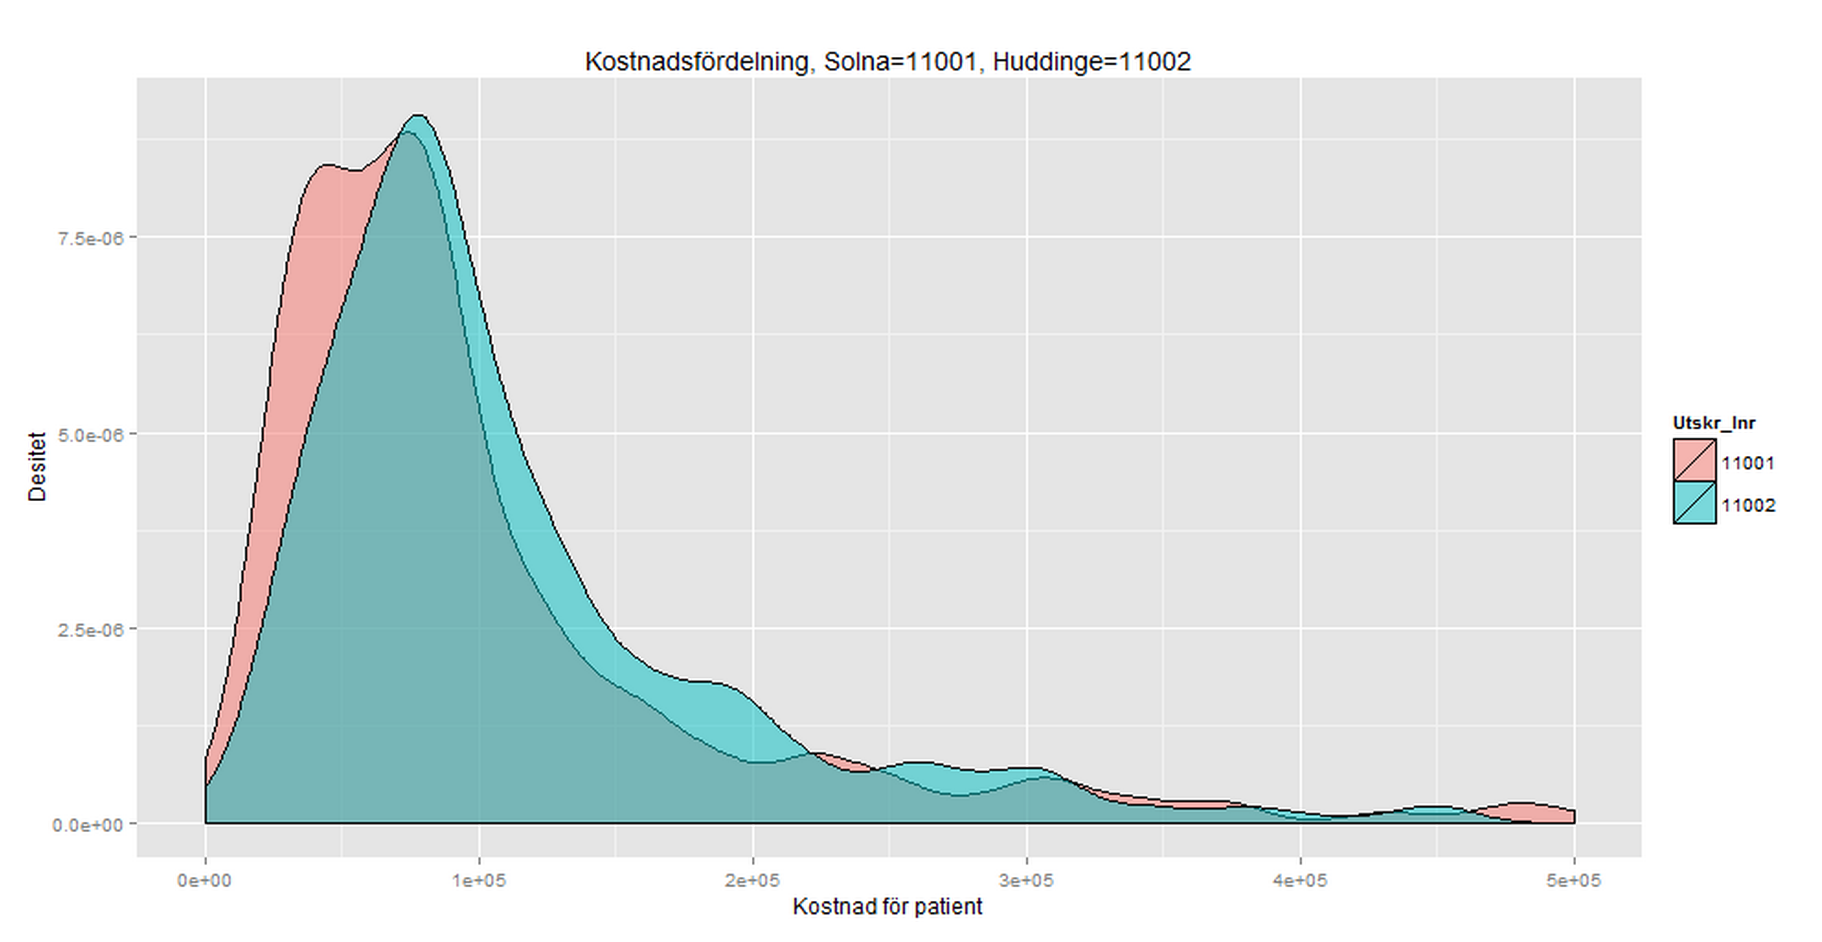 Kostnadsfördelning, Solna=11001, Huddinge=11002
Desitet
7.5e-06
5.0e-06
2.5e-06
0.0e+00
0e+00 1e+05 2e+05 3e+05 4e+05 5e+05
Kostnad för patient
Utskr_Inr
11001
11002